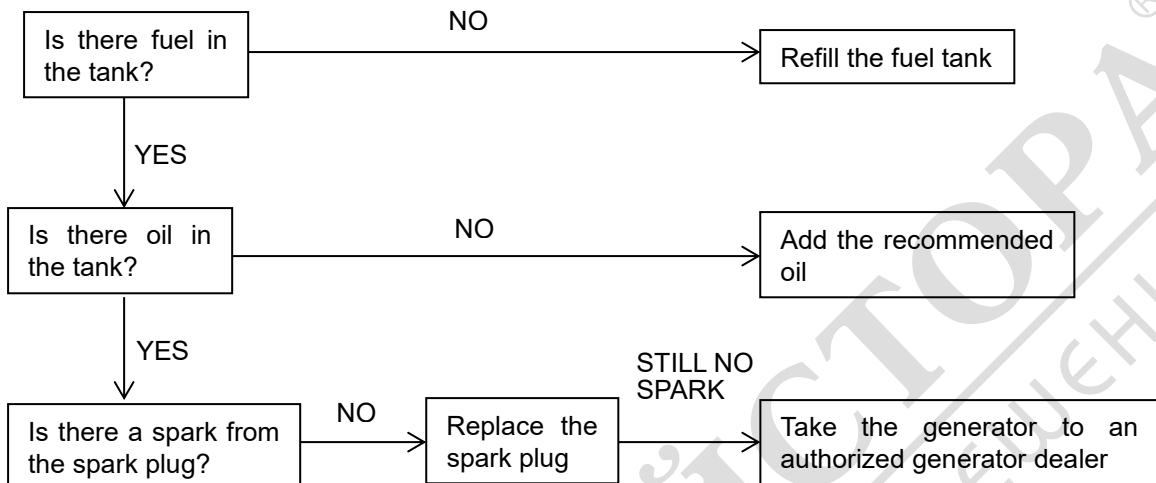 Is there fuel in
the tank?
NO
Refill the fuel tank
YES
Is there oil in
the tank?
NO
Add the recommended
oil
YES
Is there a spark from
the spark plug?
NO
Replace the
spark plug
STILL NO
SPARK
Take the generator to an
authorized generator dealer